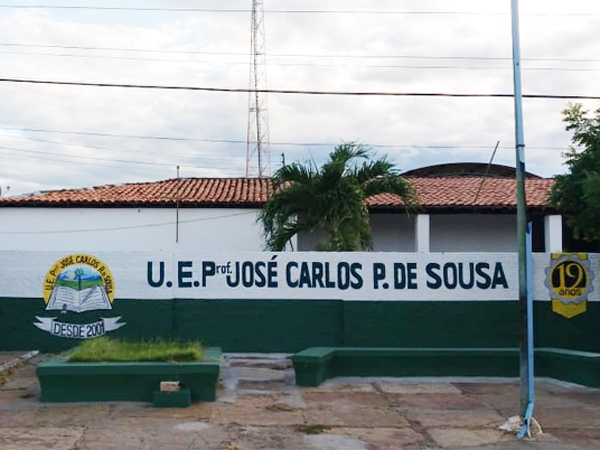 U.E.Prof. JOSÉ CARLOS P. DE SOUSA
U.E.Prof. JOSÉ CARLOS P. DE SOUSA
DESDE 2001
19
anos